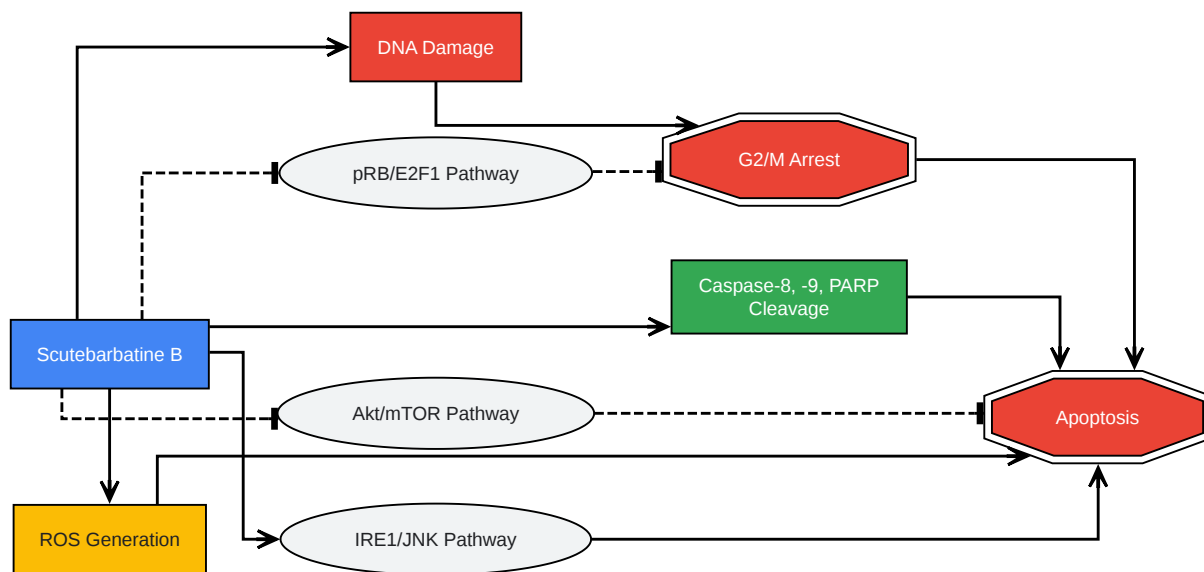 DNA Damage
G2/M Arrest
pRB/E2F1 Pathway
Caspase-8, -9, PARP
Cleavage
Scutebarbatine B
Akt/mTOR Pathway
Apoptosis
ROS Generation
IRE1/JNK Pathway